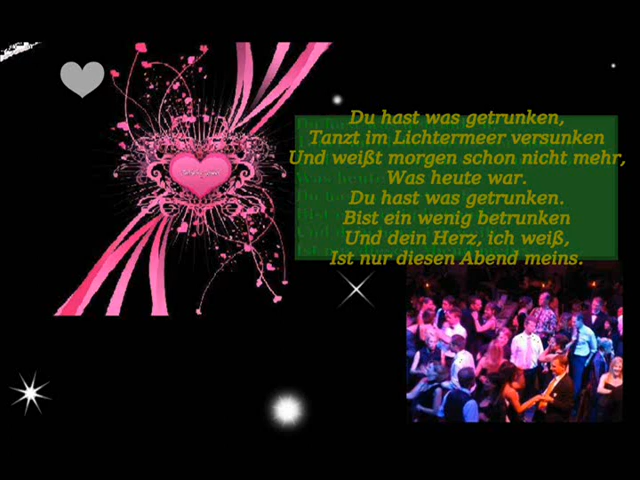 Du hast was getrunken,
Tanzt im Lichtermeer versunken
Und weißt morgen schon nicht mehr,
Was heute war.
Du hast was getrunken.
Bist ein wenig betrunken
Und dein Herz, ich weiß,
Ist nur diesen Abend meins.